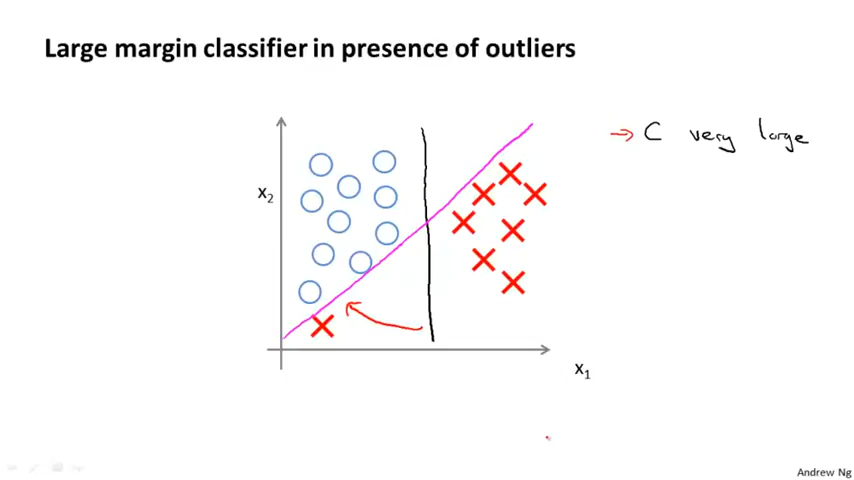 Large margin classifier in presence of outliers
→ C very large
x₂
x₁
Andrew Ng